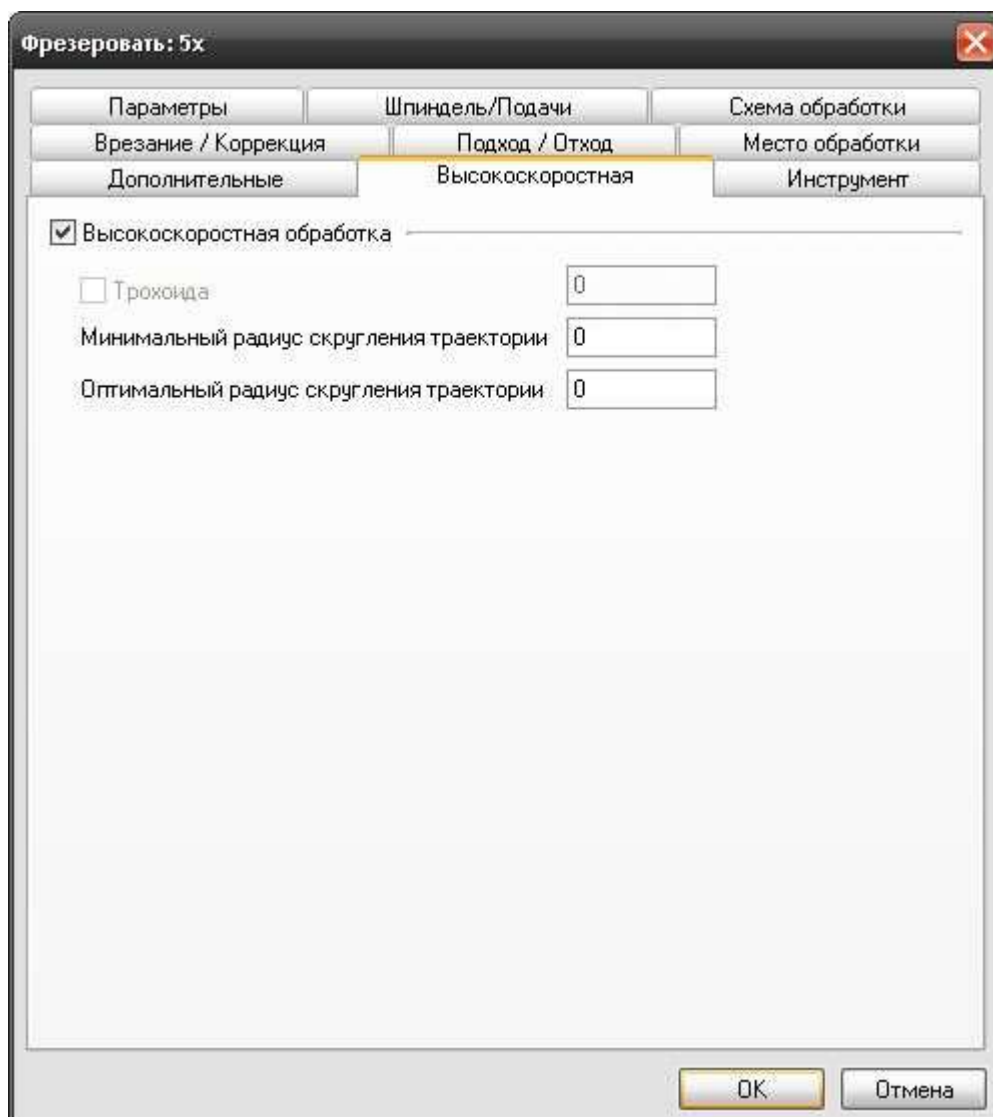 Фрезеровать: 5x
Параметры Шпиндель/Подачи Схема обработки
Врезание / Коррекция Подход / Отход Место обработки
Дополнительные Высокоскоростная Инструмент
Высокоскоростная обработка
Трохоида 0
Минимальный радиус скругления траектории 0
Оптимальный радиус скругления траектории 0
OK Отмена